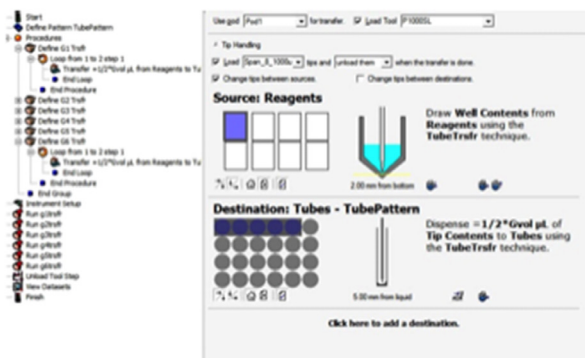 Start
Define Pattern TubePattern
Procedures
Define G1 Trsfr
Loop from 1 to 2 step 1
Transfer =1/2*Gvol µL from Reagents to Tu
End Loop
End Procedure
Define G2 Trsfr
Define G3 Trsfr
Define G4 Trsfr
Define G5 Trsfr
Define G6 Trsfr
Loop from 1 to 2 step 1
Transfer =1/2*Gvol µL from Reagents to Tu
End Loop
End Procedure
End Group
Instrument Setup
Run g1trsfr
Run g2trsfr
Run g3trsfr
Run g4trsfr
Run g5trsfr
Run g6trsfr
Unload Tool Step
View Datasets
Finish
Use pod Pod1 for transfer. Load Tool P1000SL
Tip Handling
Load Span_8_1000u tips and unload them when the transfer is done.
Change tips between sources. Change tips between destinations.
Source: Reagents
Draw Well Contents from
Reagents using the
TubeTrsfr technique.
2.00 mm from bottom
Destination: Tubes - TubePattern
Dispense =1/2*Gvol µL of
Tip Contents to Tubes using
the TubeTrsfr technique.
5.00 mm from liquid
Click here to add a destination.